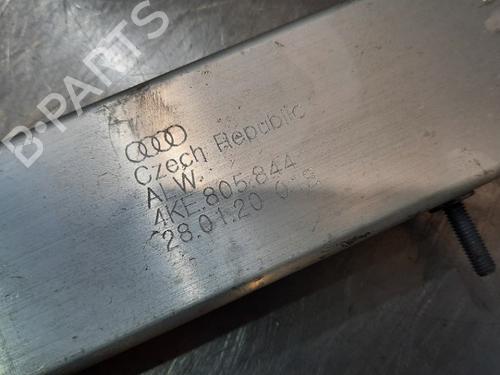 B-PARTS
Czech Republic
ALW.
4KE.805.844
28.01.20